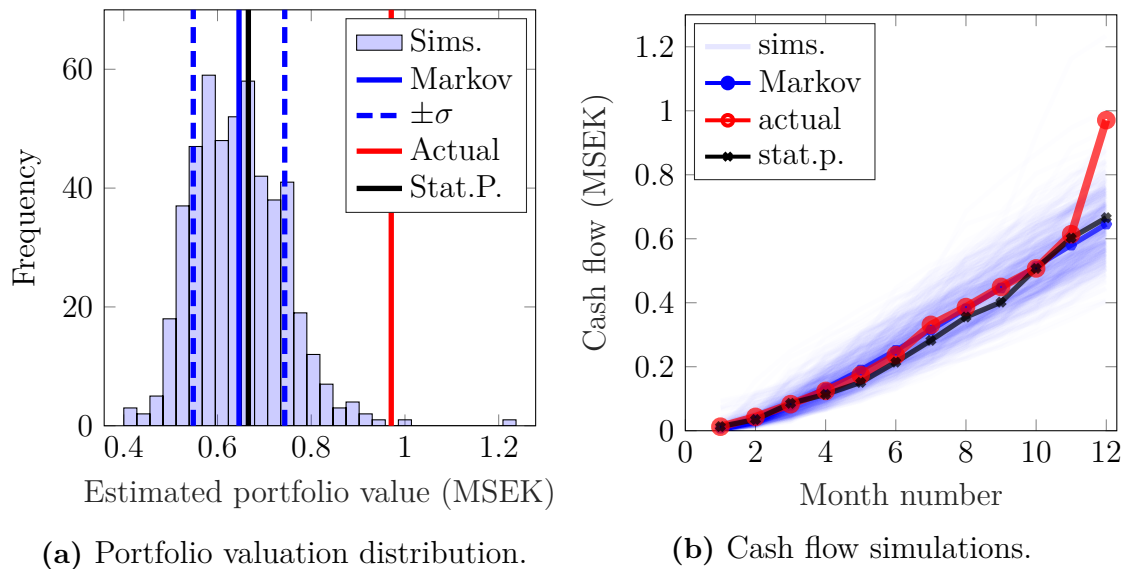 Sims.
Markov
±σ
Actual
Stat.P.
Frequency
60
40
20
0
0.4 0.6 0.8 1 1.2
Estimated portfolio value (MSEK)
(a) Portfolio valuation distribution.
sims.
Markov
actual
stat.p.
Cash flow (MSEK)
1.2
1
0.8
0.6
0.4
0.2
0
0 2 4 6 8 10 12
Month number
(b) Cash flow simulations.